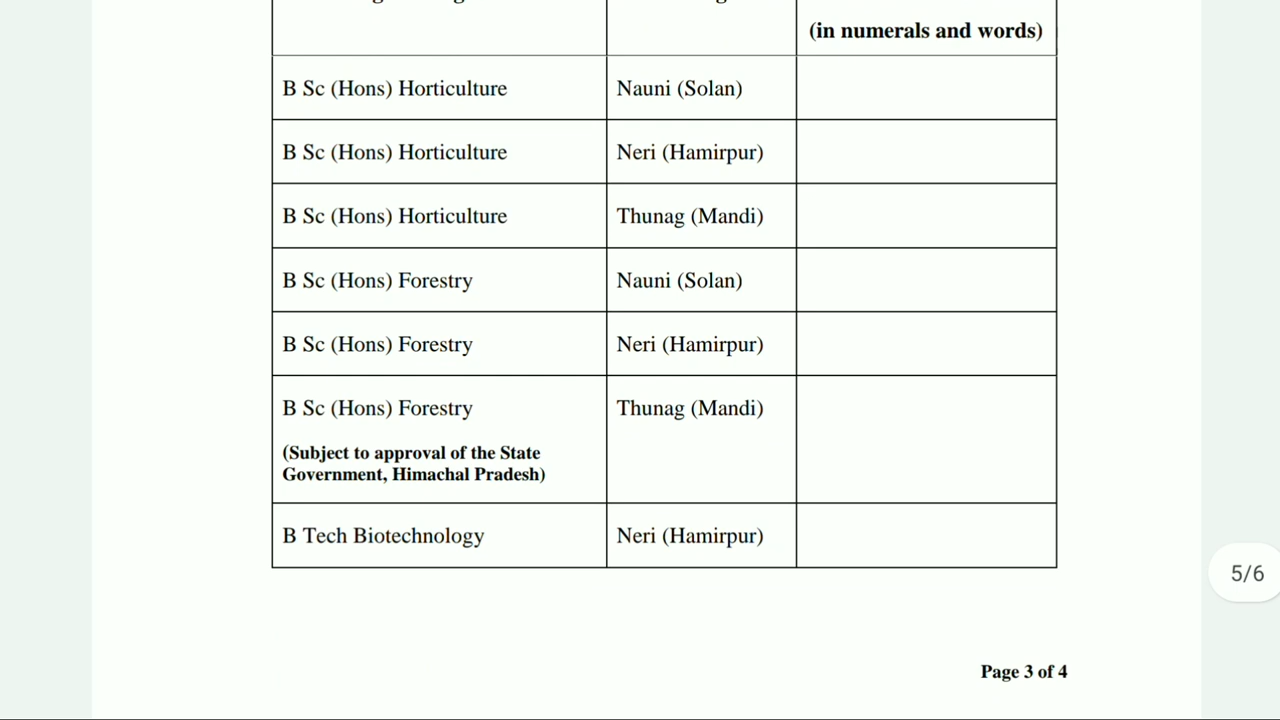 (in numerals and words)
B Sc (Hons) Horticulture Nauni (Solan)
B Sc (Hons) Horticulture Neri (Hamirpur)
B Sc (Hons) Horticulture Thunag (Mandi)
B Sc (Hons) Forestry Nauni (Solan)
B Sc (Hons) Forestry Neri (Hamirpur)
B Sc (Hons) Forestry Thunag (Mandi)
(Subject to approval of the State
Government, Himachal Pradesh)
B Tech Biotechnology Neri (Hamirpur)
5/6
Page 3 of 4